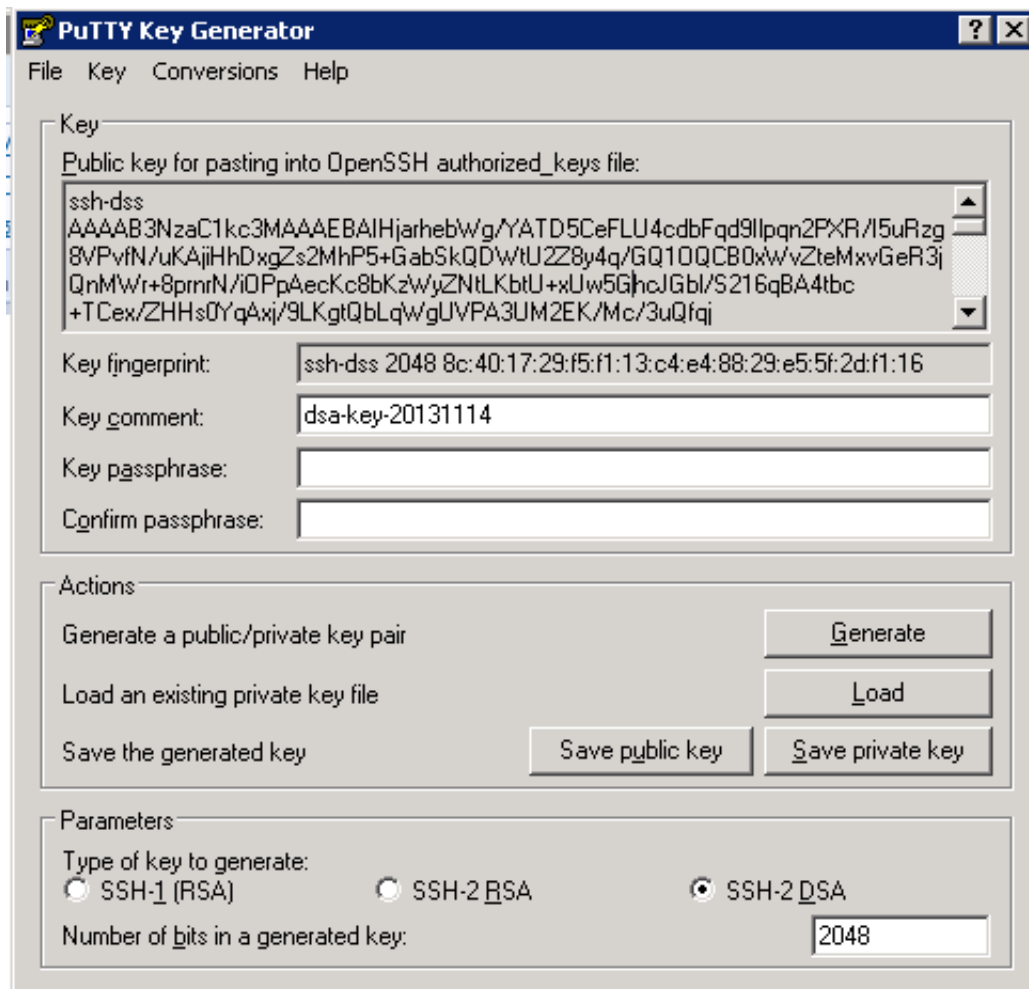 PuTTY Key Generator
File Key Conversions Help
Key
Public key for pasting into OpenSSH authorized_keys file:
ssh-dss
AAAAB3NzaC1kc3MAAAEBAIHjarhebWg/YATD5CeFLU4cdbFqd9lIpqn2PXR/I5uRzg
8VPvfN/uKAjiHhDxgZs2MhP5+GabSkQDWtU2Z8y4q/GQ1OQCB0xWvZteMxvGeR3j
QnMWr+8prnrN/iOPpAecKc8bKzWyZNtLKbtU+xUw5GhcJGbI/S216qBA4tbc
+TCex/ZHHs0YqAxj/9LKgtQbLqWgUVPA3UM2EK/Mc/3uQfqj
Key fingerprint: ssh-dss 2048 8c:40:17:29:f5:f1:13:c4:e4:88:29:e5:5f:2d:f1:16
Key comment: dsa-key-20131114
Key passphrase:
Confirm passphrase:
Actions
Generate a public/private key pair Generate
Load an existing private key file Load
Save the generated key Save public key Save private key
Parameters
Type of key to generate:
SSH-1 (RSA) SSH-2 RSA SSH-2 DSA
Number of bits in a generated key: 2048